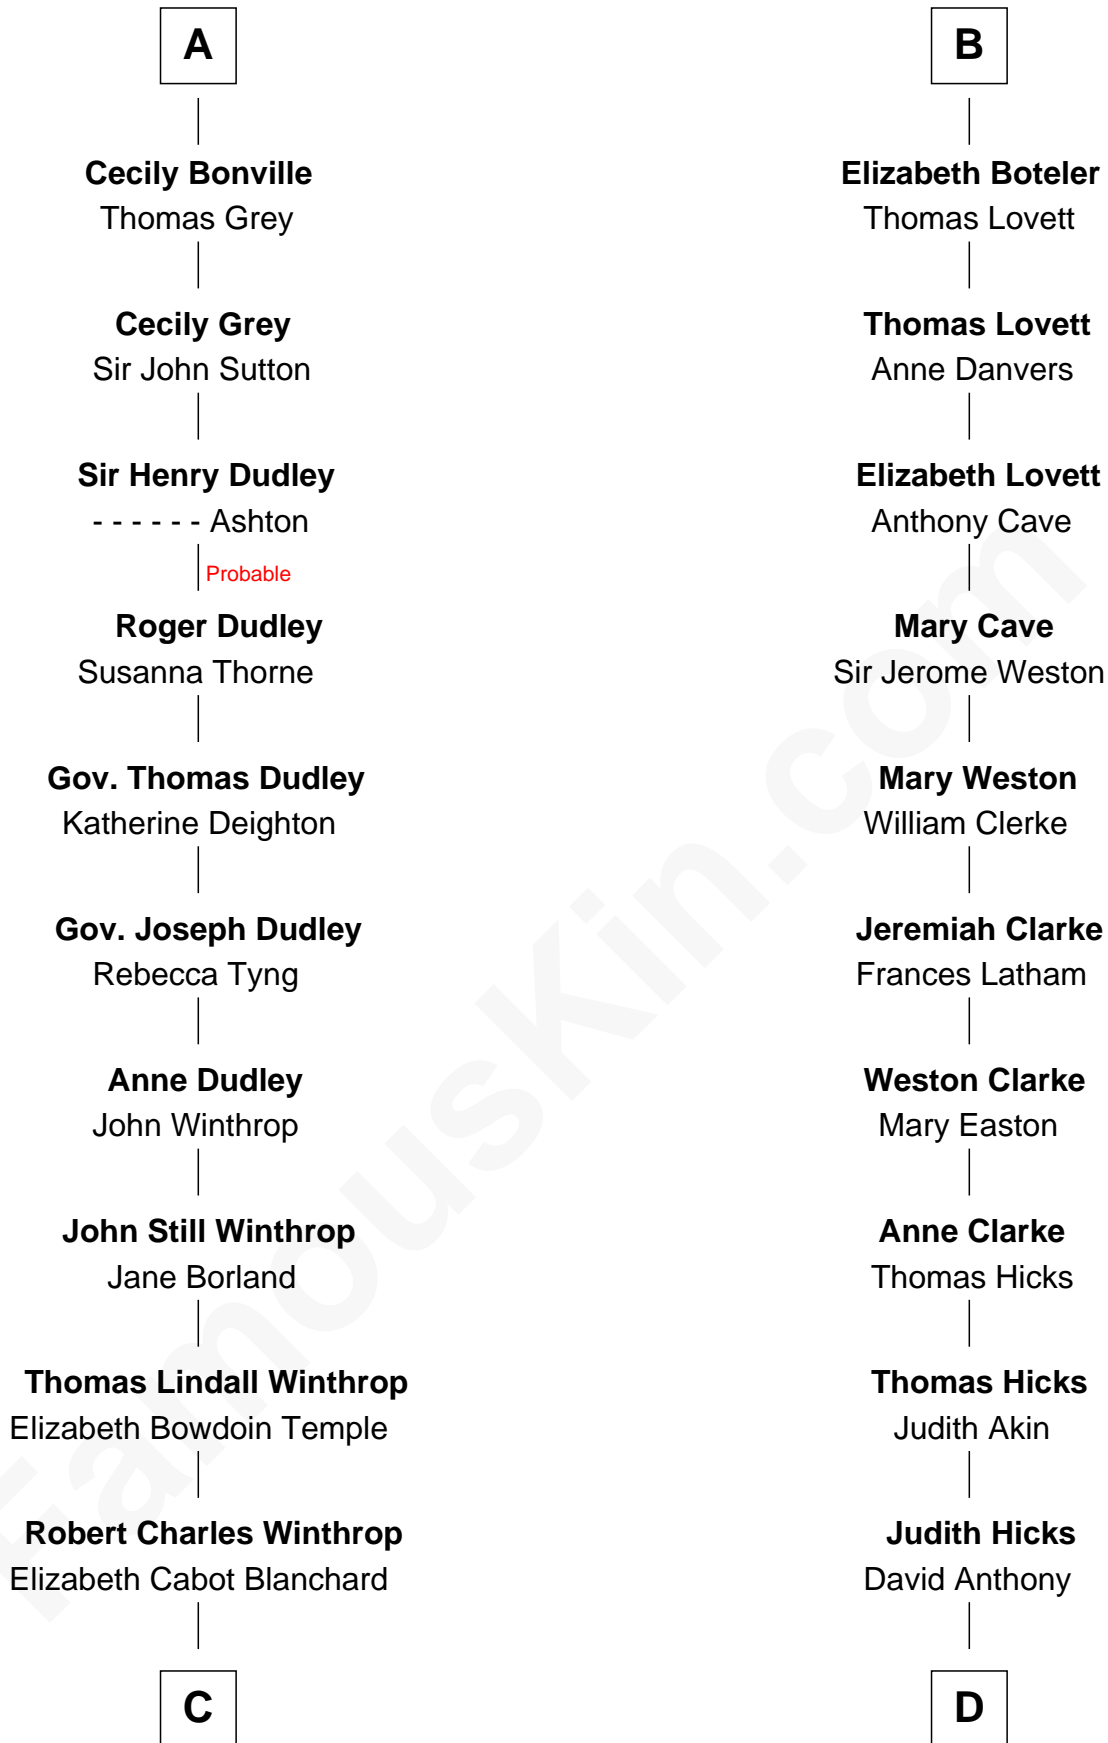 A
Cecily Bonville
Thomas Grey
Cecily Grey
Sir John Sutton
Sir Henry Dudley
- - - - - - Ashton
Probable
Roger Dudley
Susanna Thorne
Gov. Thomas Dudley
Katherine Deighton
Gov. Joseph Dudley
Rebecca Tyng
Anne Dudley
John Winthrop
John Still Winthrop
Jane Borland
Thomas Lindall Winthrop
Elizabeth Bowdoin Temple
Robert Charles Winthrop
Elizabeth Cabot Blanchard
C
B
Elizabeth Boteler
Thomas Lovett
Thomas Lovett
Anne Danvers
Elizabeth Lovett
Anthony Cave
Mary Cave
Sir Jerome Weston
Mary Weston
William Clerke
Jeremiah Clarke
Frances Latham
Weston Clarke
Mary Easton
Anne Clarke
Thomas Hicks
Thomas Hicks
Judith Akin
Judith Hicks
David Anthony
D
FamousKin.com